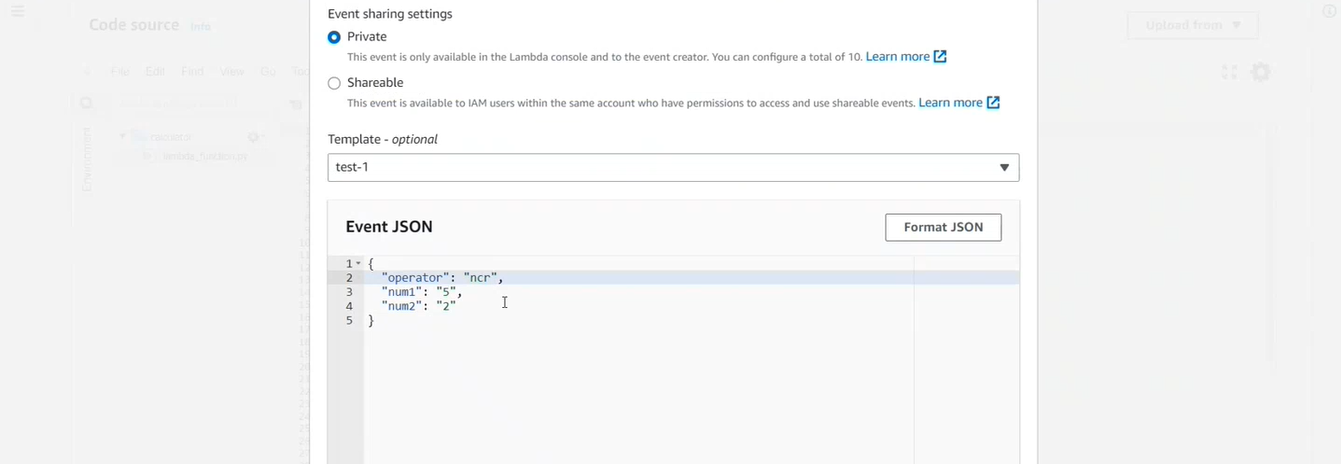 Event sharing settings
Code source Info
Upload from
Private
This event is only available in the Lambda console and to the event creator. You can configure a total of 10. Learn more
File Edit Find View Go
Shareable
This event is available to IAM users within the same account who have permissions to access and use shareable events. Learn more
Template - optional
lambda_function.py
Environment
test-1
Event JSON
Format JSON
1 {
2 "operator": "ncr",
3 "num1": "5",
4 "num2": "2"
5 }